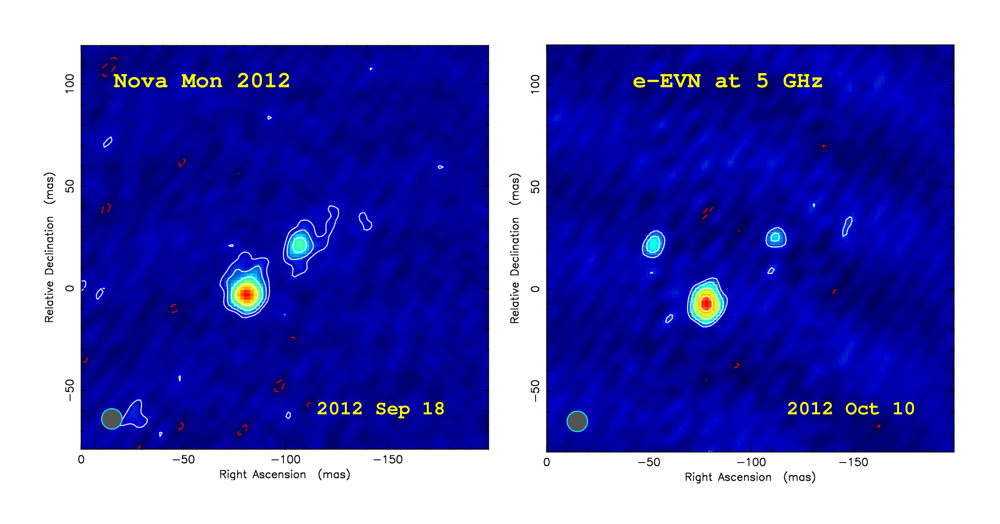 Nova Mon 2012
100
50
0
−50
Relative Declination (mas)
2012 Sep 18
0 −50 −100 −150
Right Ascension (mas)
e−EVN at 5 GHz
100
50
0
−50
Relative Declination (mas)
2012 Oct 10
0 −50 −100 −150
Right Ascension (mas)